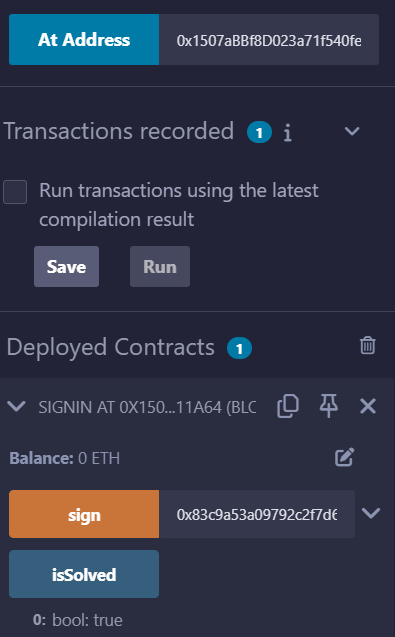 At Address 0x1507aBBf8D023a71f540fe
Transactions recorded 1 i
Run transactions using the latest
compilation result
Save Run
Deployed Contracts 1
SIGNIN AT 0X150...11A64 (BLC
Balance: 0 ETH
sign 0x83c9a53a09792c2f7d6
isSolved
0: bool: true